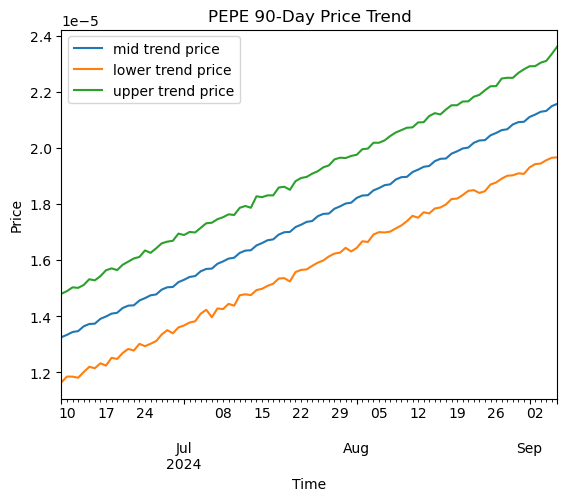 PEPE 90-Day Price Trend
1e−5
mid trend price
lower trend price
upper trend price
2.4
2.2
2.0
1.8
1.6
1.4
1.2
Price
10 17 24 08 15 22 29 05 12 19 26 02
Jul Aug Sep
2024
Time